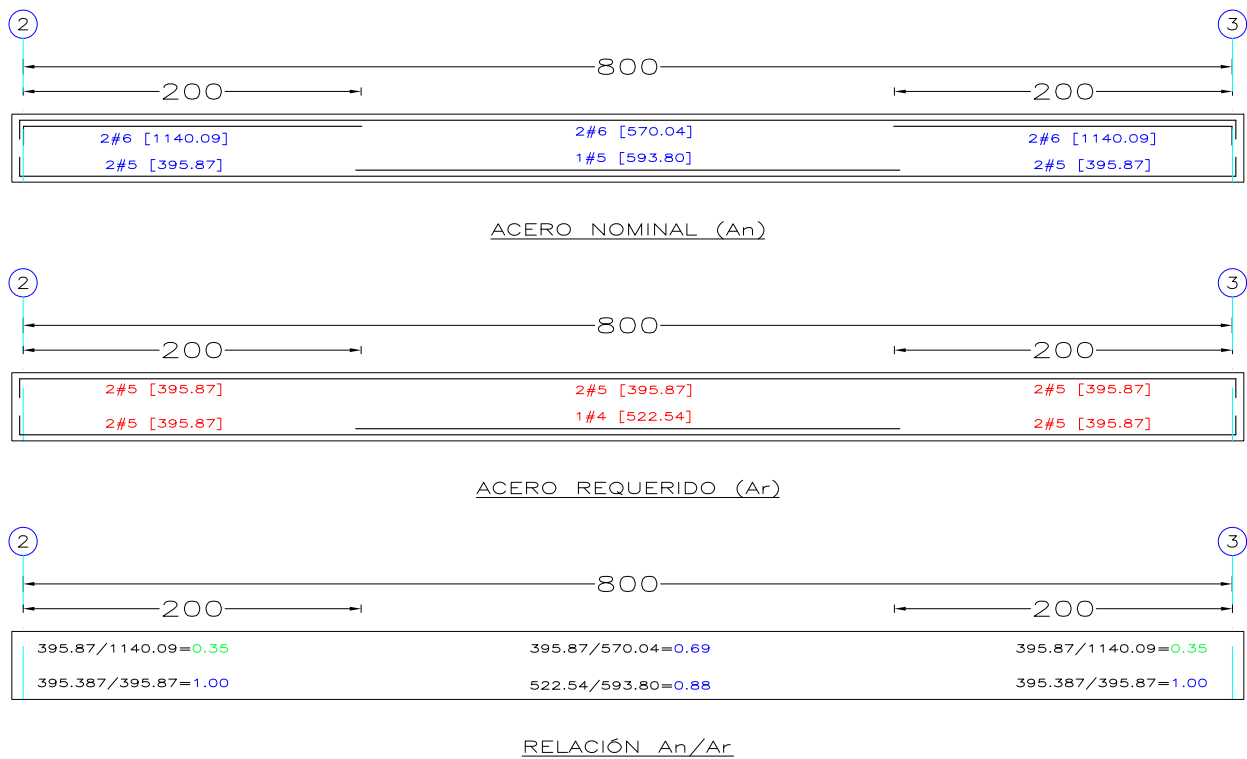 2 3
800
200 200
2#6 [1140.09] 2#6 [570.04] 2#6 [1140.09]
2#5 [395.87] 1#5 [593.80] 2#5 [395.87]
ACERO NOMINAL (An)
2 3
800
200 200
2#5 [395.87] 2#5 [395.87] 2#5 [395.87]
2#5 [395.87] 1#4 [522.54] 2#5 [395.87]
ACERO REQUERIDO (Ar)
2 3
800
200 200
395.87/1140.09=0.35 395.87/570.04=0.69 395.87/1140.09=0.35
395.387/395.87=1.00 522.54/593.80=0.88 395.387/395.87=1.00
RELACIÓN An/Ar